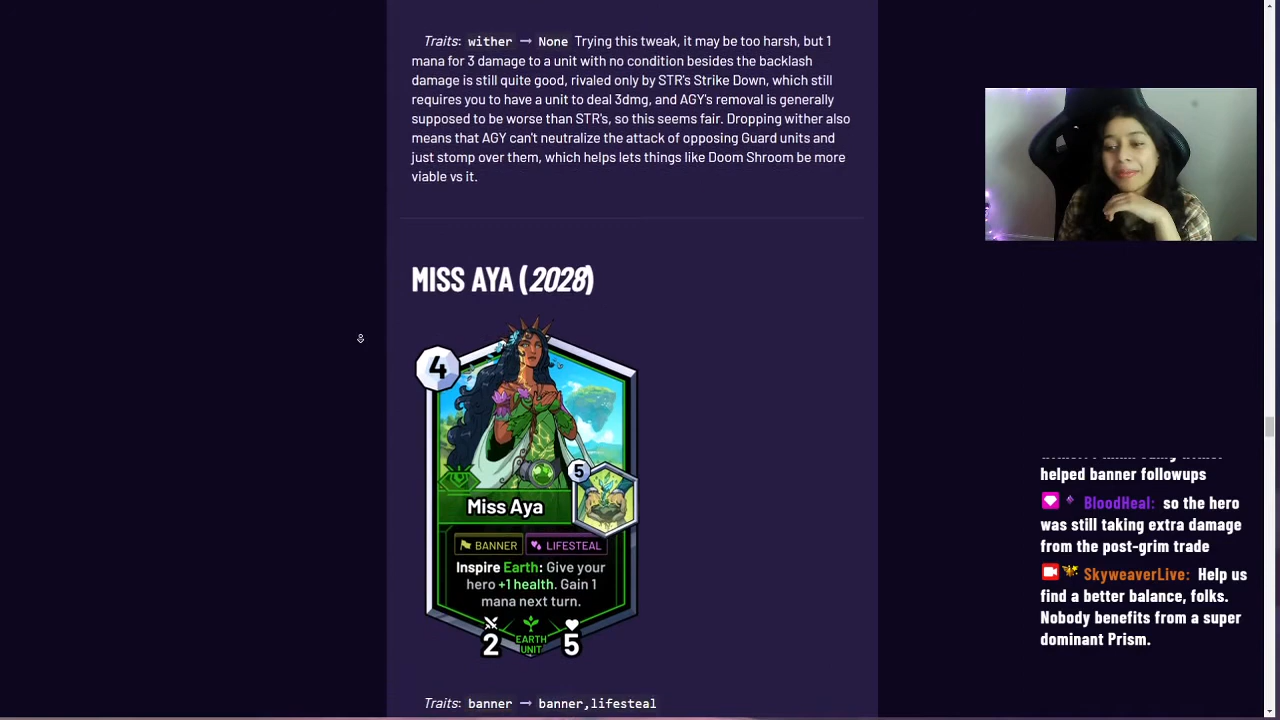 Traits: wither → None Trying this tweak, it may be too harsh, but 1
mana for 3 damage to a unit with no condition besides the backlash
damage is still quite good, rivaled only by STR's Strike Down, which still
requires you to have a unit to deal 3dmg, and AGY's removal is generally
supposed to be worse than STR's, so this seems fair. Dropping wither also
means that AGY can't neutralize the attack of opposing Guard units and
just stomp over them, which helps lets things like Doom Shroom be more
viable vs it.
MISS AYA (2028)
4
5
Miss Aya
BANNER LIFESTEAL
Inspire Earth: Give your
hero +1 health. Gain 1
mana next turn.
2 EARTH UNIT 5
Traits: banner → banner,lifesteal
helped banner followups
BloodHeal: so the hero
was still taking extra damage
from the post-grim trade
SkyweaverLive: Help us
find a better balance, folks.
Nobody benefits from a super
dominant Prism.